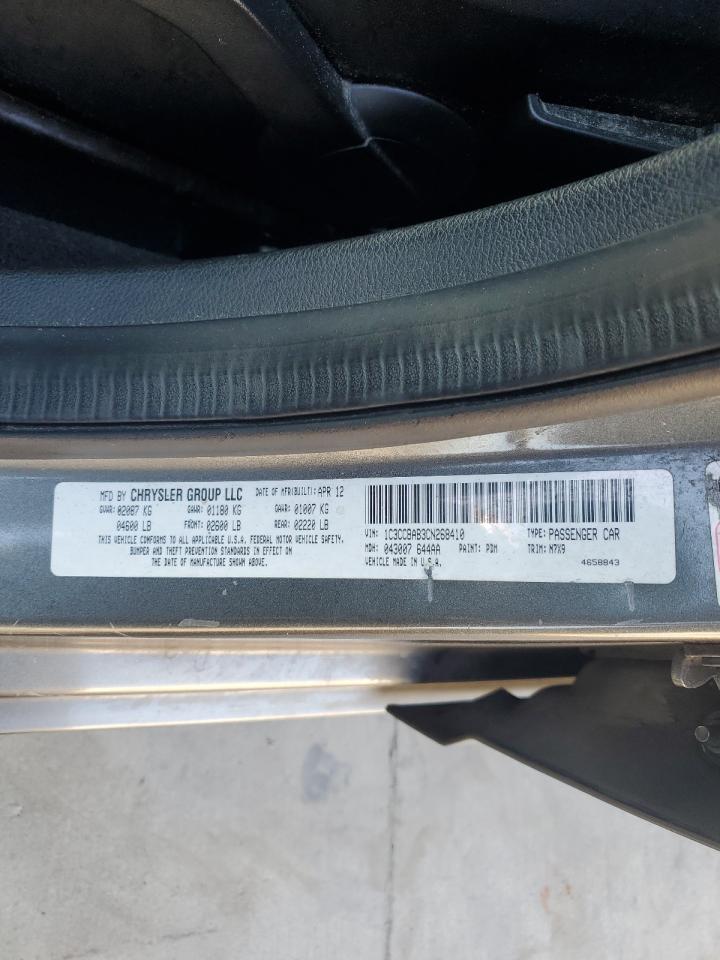 MFD BY CHRYSLER GROUP LLC DATE OF MFR(BUILT): APR 12
GVWR: 02087 KG GAWR: 01180 KG GAWR: 01007 KG
04600 LB FRONT: 02600 LB REAR: 02220 LB
THIS VEHICLE CONFORMS TO ALL APPLICABLE U.S.A. FEDERAL MOTOR VEHICLE SAFETY,
BUMPER AND THEFT PREVENTION STANDARDS IN EFFECT ON
THE DATE OF MANUFACTURE SHOWN ABOVE.
VIN: 1C3CCBAB3CN268410 TYPE: PASSENGER CAR
MDH: 043007 644AA PAINT: PDM TRIM: M7X9
VEHICLE MADE IN U.S.A. 4658843